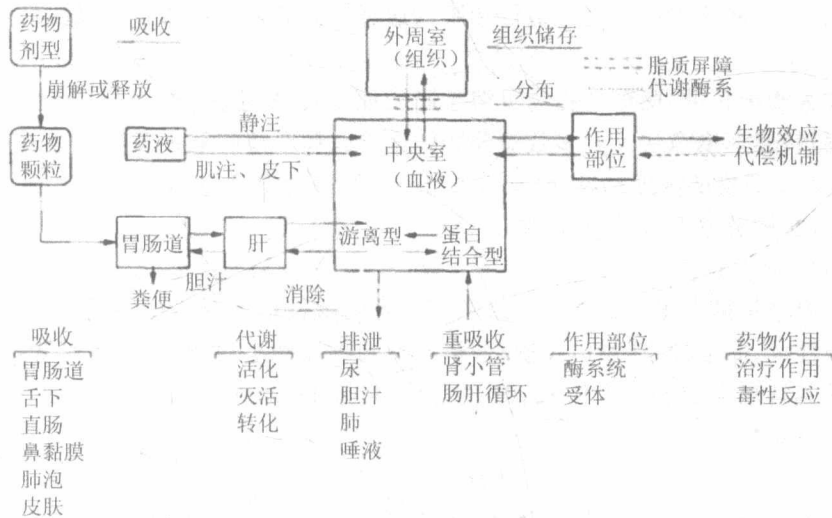 药物
剂型
吸收
崩解或释放
药物
颗粒
药液
静注
肌注、皮下
外周室
（组织）
组织储存
脂质屏障
代谢酶系
分布
中央室
（血液）
作用
部位
生物效应
代偿机制
胃肠道
肝
游离型
蛋白
结合型
胆汁
粪便
消除
吸收
胃肠道
舌下
直肠
鼻黏膜
肺泡
皮肤
代谢
活化
灭活
转化
排泄
尿
胆汁
肺
唾液
重吸收
肾小管
肠肝循环
作用部位
酶系统
受体
药物作用
治疗作用
毒性反应